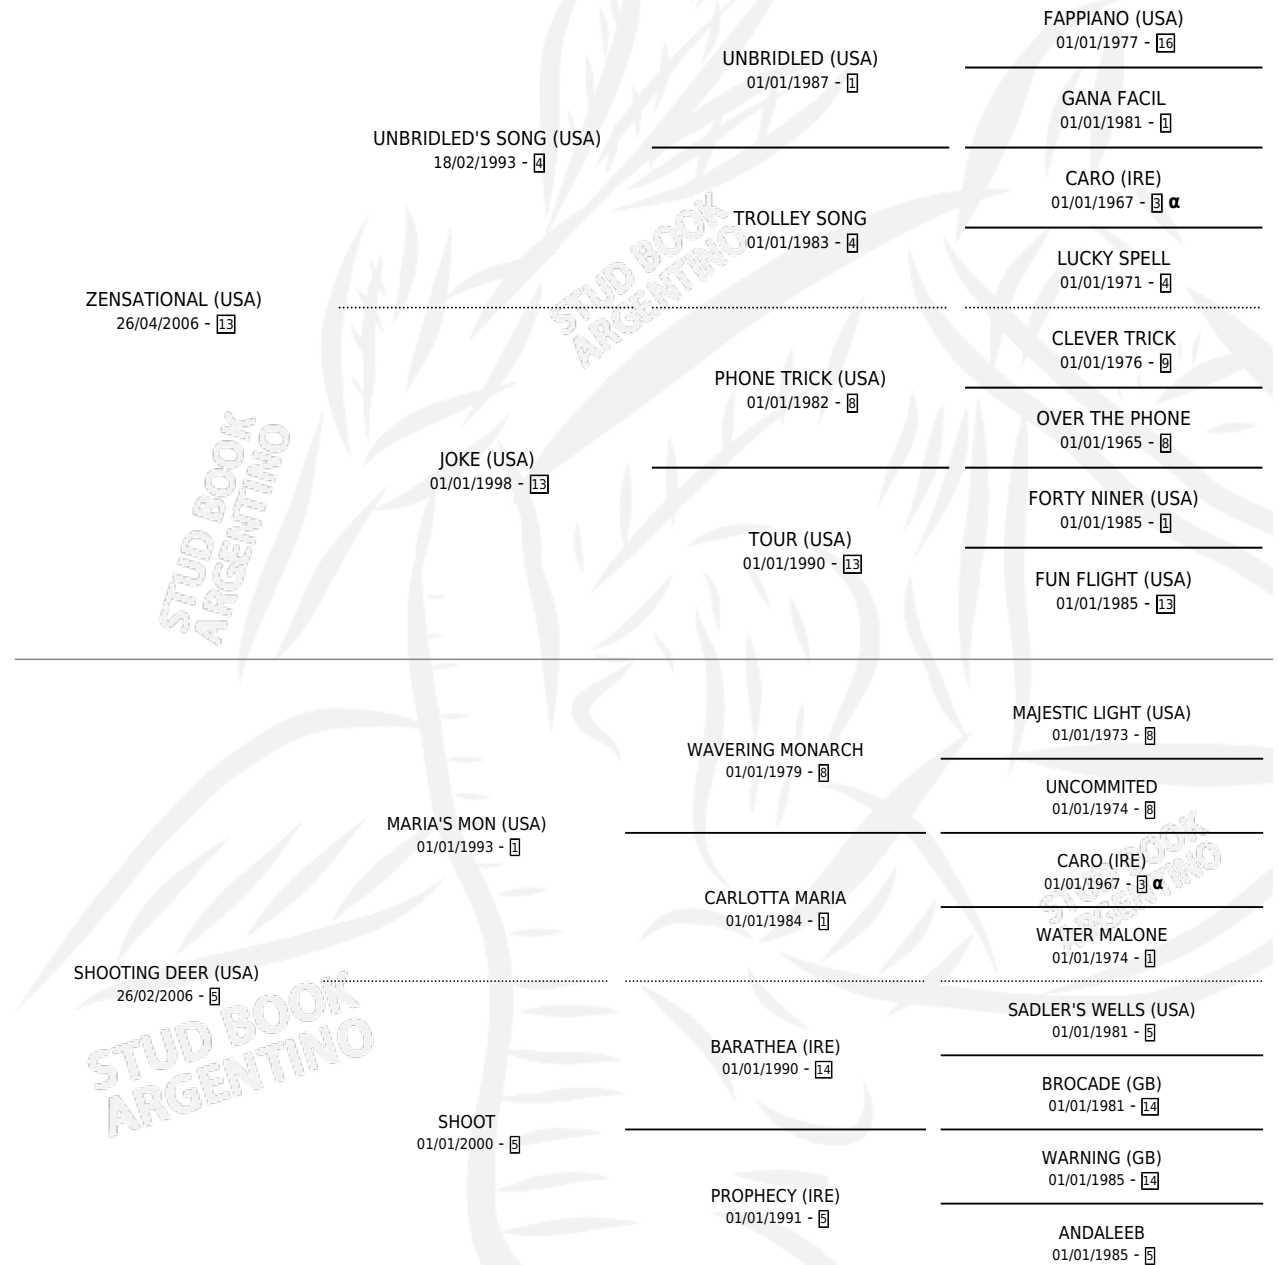 FAPPIANO (USA)
01/01/1977 - 16
UNBRIDLED (USA)
01/01/1987 - 1
GANA FACIL
01/01/1981 - 1
UNBRIDLED'S SONG (USA)
18/02/1993 - 4
CARO (IRE)
01/01/1967 - 3 α
TROLLEY SONG
01/01/1983 - 4
LUCKY SPELL
01/01/1971 - 4
STUD BOOK
ARGENTINO
ZENSATIONAL (USA)
26/04/2006 - 13
CLEVER TRICK
01/01/1976 - 9
PHONE TRICK (USA)
01/01/1982 - 8
OVER THE PHONE
01/01/1965 - 8
JOKE (USA)
01/01/1998 - 13
FORTY NINER (USA)
01/01/1985 - 1
TOUR (USA)
01/01/1990 - 13
FUN FLIGHT (USA)
01/01/1985 - 13
STUD BOOK
ARGENTINO
MAJESTIC LIGHT (USA)
01/01/1973 - 8
WAVERING MONARCH
01/01/1979 - 8
UNCOMMITED
01/01/1974 - 8
MARIA'S MON (USA)
01/01/1993 - 1
CARO (IRE)
01/01/1967 - 3 α
CARLOTTA MARIA
01/01/1984 - 1
WATER MALONE
01/01/1974 - 1
STUD BOOK
ARGENTINO
SHOOTING DEER (USA)
26/02/2006 - 5
SADLER'S WELLS (USA)
01/01/1981 - 5
BARATHEA (IRE)
01/01/1990 - 14
BROCADE (GB)
01/01/1981 - 14
STUD BOOK
ARGENTINO
SHOOT
01/01/2000 - 5
WARNING (GB)
01/01/1985 - 14
PROPHECY (IRE)
01/01/1991 - 5
ANDALEEB
01/01/1985 - 5